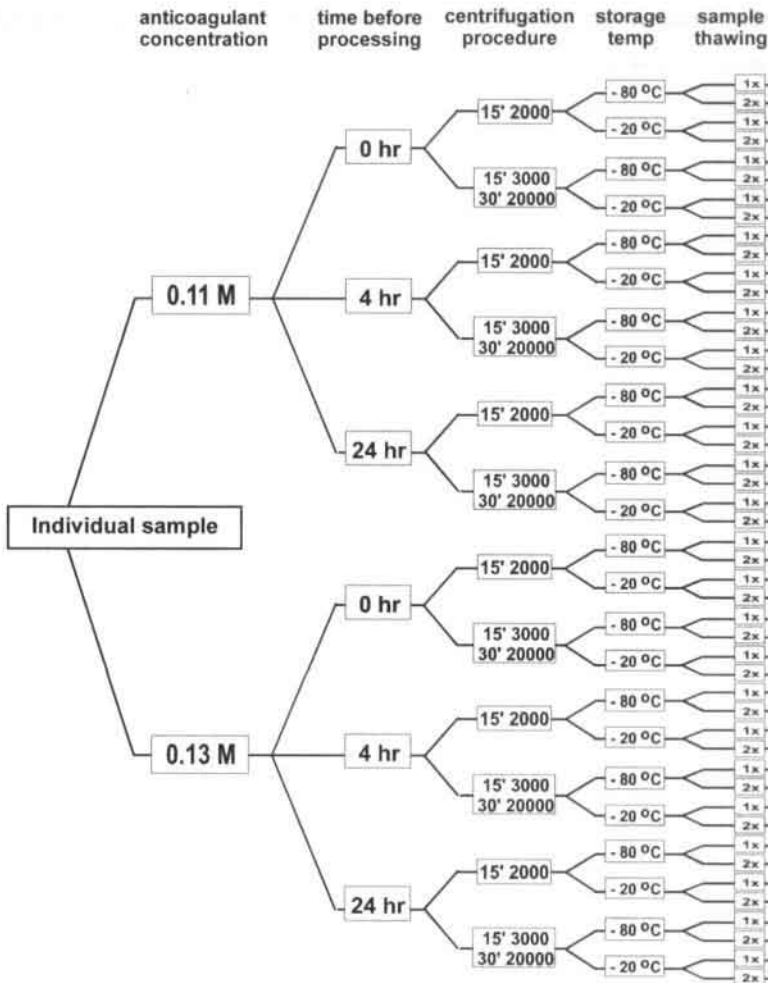 anticoagulant concentration
time before processing
centrifugation procedure
storage temp
sample thawing
Individual sample
0.11 M
0 hr
15' 2000
- 80 °C
1x
2x
- 20 °C
1x
2x
15' 3000
30' 20000
- 80 °C
1x
2x
- 20 °C
1x
2x
4 hr
15' 2000
- 80 °C
1x
2x
- 20 °C
1x
2x
15' 3000
30' 20000
- 80 °C
1x
2x
- 20 °C
1x
2x
24 hr
15' 2000
- 80 °C
1x
2x
- 20 °C
1x
2x
15' 3000
30' 20000
- 80 °C
1x
2x
- 20 °C
1x
2x
0.13 M
0 hr
15' 2000
- 80 °C
1x
2x
- 20 °C
1x
2x
15' 3000
30' 20000
- 80 °C
1x
2x
- 20 °C
1x
2x
4 hr
15' 2000
- 80 °C
1x
2x
- 20 °C
1x
2x
15' 3000
30' 20000
- 80 °C
1x
2x
- 20 °C
1x
2x
24 hr
15' 2000
- 80 °C
1x
2x
- 20 °C
1x
2x
15' 3000
30' 20000
- 80 °C
1x
2x
- 20 °C
1x
2x